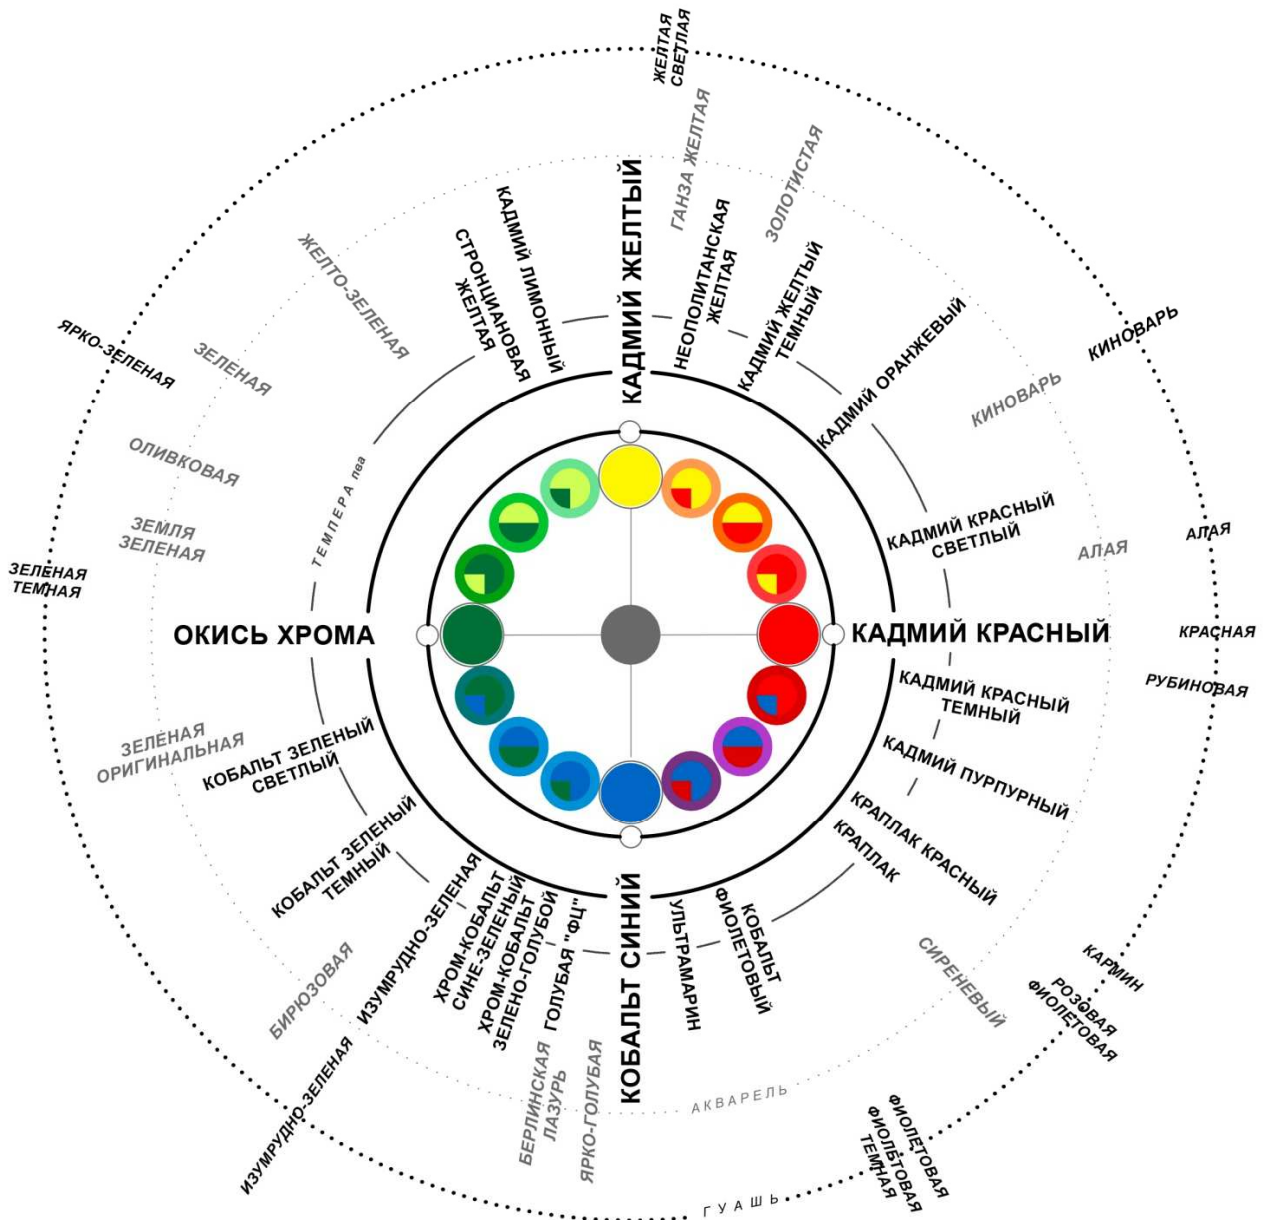 ЖЕЛТАЯ
СВЕТЛАЯ
ГАНЗА ЖЕЛТАЯ
ЗОЛОТИСТАЯ
КАДМИЙ ЖЕЛТЫЙ
НЕОПОЛИТАНСКАЯ
ЖЕЛТАЯ
КАДМИЙ ЖЕЛТЫЙ
ТЕМНЫЙ
КАДМИЙ ОРАНЖЕВЫЙ
КИНОВАРЬ
КИНОВАРЬ
КАДМИЙ КРАСНЫЙ
СВЕТЛЫЙ
АЛАЯ
АЛАЯ
КАДМИЙ КРАСНЫЙ
КРАСНАЯ
РУБИНОВАЯ
КАДМИЙ КРАСНЫЙ
ТЕМНЫЙ
КАДМИЙ ПУРПУРНЫЙ
КРАПЛАК КРАСНЫЙ
КРАПЛАК
СИРЕНЕВЫЙ
КАРМИН
РОЗОВАЯ
ФИОЛЕТОВАЯ
ФИОЛЕТОВАЯ
ФИОЛЕТОВАЯ
ТЕМНАЯ
КОБАЛЬТ
ФИОЛЕТОВЫЙ
УЛЬТРАМАРИН
АКВАРЕЛЬ
ГУАШЬ
КОБАЛЬТ СИНИЙ
ЯРКО-ГОЛУБАЯ
БЕРЛИНСКАЯ
ЛАЗУРЬ
ГОЛУБАЯ "ФЦ"
ХРОМ-КОБАЛЬТ
ЗЕЛЕНО-ГОЛУБОЙ
ХРОМ-КОБАЛЬТ
СИНЕ-ЗЕЛЕНЫЙ
ИЗУМРУДНО-ЗЕЛЕНАЯ
ИЗУМРУДНО-ЗЕЛЕНАЯ
БИРЮЗОВАЯ
КОБАЛЬТ ЗЕЛЕНЫЙ
ТЕМНЫЙ
КОБАЛЬТ ЗЕЛЕНЫЙ
СВЕТЛЫЙ
ЗЕЛЕНАЯ
ОРИГИНАЛЬНАЯ
ОКИСЬ ХРОМА
ЗЕЛЕНАЯ
ТЕМНАЯ
ЗЕМЛЯ
ЗЕЛЕНАЯ
ОЛИВКОВАЯ
ЗЕЛЕНАЯ
ЯРКО-ЗЕЛЕНАЯ
ТЕМПЕРА пва
ЖЕЛТО-ЗЕЛЕНАЯ
СТРОНЦИАНОВАЯ
ЖЕЛТАЯ
КАДМИЙ ЛИМОННЫЙ